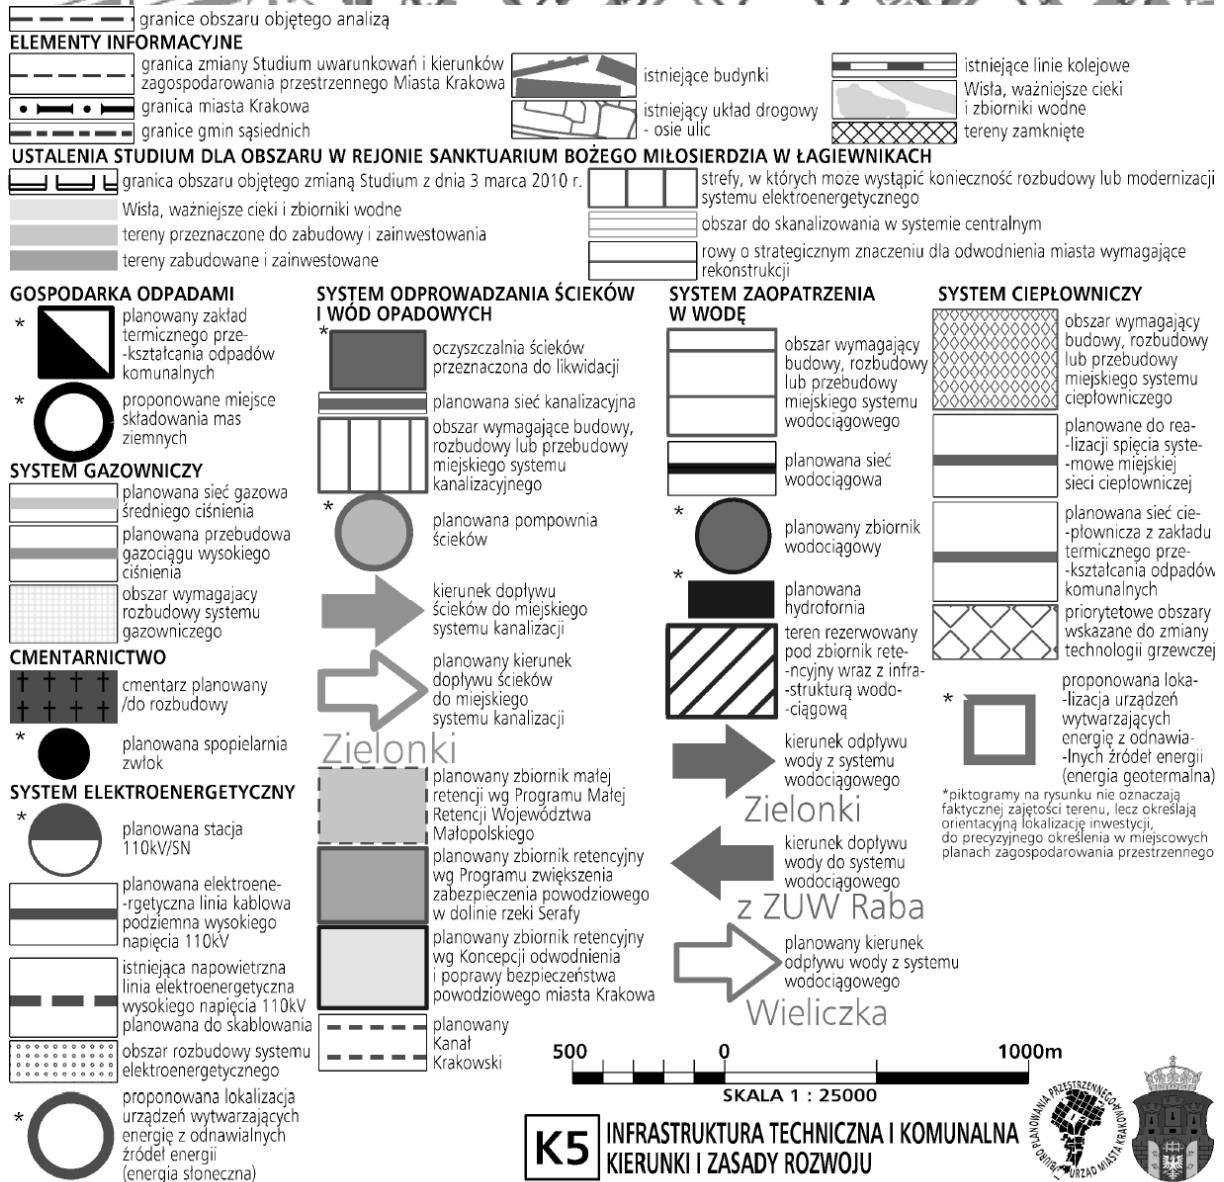 granice obszaru objętego analizą
ELEMENTY INFORMACYJNE
granica zmiany Studium uwarunkowań i kierunków
zagospodarowania przestrzennego Miasta Krakowa
granica miasta Krakowa
granice gmin sąsiednich
istniejące budynki
istniejący układ drogowy
- osie ulic
istniejące linie kolejowe
Wisła, ważniejsze cieki
i zbiorniki wodne
tereny zamknięte
USTALENIA STUDIUM DLA OBSZARU W REJONIE SANKTUARIUM BOŻEGO MIŁOSIERDZIA W ŁAGIEWNIKACH
granica obszaru objętego zmianą Studium z dnia 3 marca 2010 r.
Wisła, ważniejsze cieki i zbiorniki wodne
tereny przeznaczone do zabudowy i zainwestowania
tereny zabudowane i zainwestowane
strefy, w których może wystąpić konieczność rozbudowy lub modernizacji
systemu elektroenergetycznego
obszar do skanalizowania w systemie centralnym
rowy o strategicznym znaczeniu dla odwodnienia miasta wymagające
rekonstrukcji
GOSPODARKA ODPADAMI
*
planowany zakład
termicznego prze-
-kształcania odpadów
komunalnych
*
proponowane miejsce
składowania mas
ziemnych
SYSTEM GAZOWNICZY
planowana sieć gazowa
średniego ciśnienia
planowana przebudowa
gazociągu wysokiego
ciśnienia
obszar wymagajacy
rozbudowy systemu
gazowniczego
CMENTARNICTWO
cmentarz planowany
/do rozbudowy
*
planowana spopielarnia
zwłok
SYSTEM ELEKTROENERGETYCZNY
*
planowana stacja
110kV/SN
planowana elektroene-
-rgetyczna linia kablowa
podziemna wysokiego
napięcia 110kV
istniejąca napowietrzna
linia elektroenergetyczna
wysokiego napięcia 110kV
planowana do skablowania
obszar rozbudowy systemu
elektroenergetycznego
*
proponowana lokalizacja
urządzeń wytwarzających
energię z odnawialnych
źródeł energii
(energia słoneczna)
SYSTEM ODPROWADZANIA ŚCIEKÓW
I WÓD OPADOWYCH
*
oczyszczalnia ścieków
przeznaczona do likwidacji
planowana sieć kanalizacyjna
obszar wymagające budowy,
rozbudowy lub przebudowy
miejskiego systemu
kanalizacyjnego
*
planowana pompownia
ścieków
kierunek dopływu
ścieków do miejskiego
systemu kanalizacji
planowany kierunek
dopływu ścieków
do miejskiego
systemu kanalizacji
Zielonki
planowany zbiornik małej
retencji wg Programu Małej
Retencji Województwa
Małopolskiego
planowany zbiornik retencyjny
wg Programu zwiększenia
zabezpieczenia powodziowego
w dolinie rzeki Serafy
planowany zbiornik retencyjny
wg Koncepcji odwodnienia
i poprawy bezpieczeństwa
powodziowego miasta Krakowa
planowany
Kanał
Krakowski
SYSTEM ZAOPATRZENIA
W WODĘ
obszar wymagający
budowy, rozbudowy
lub przebudowy
miejskiego systemu
wodociągowego
planowana sieć
wodociągowa
*
planowany zbiornik
wodociągowy
*
planowana
hydrofornia
teren rezerwowany
pod zbiornik rete-
-ncyjny wraz z infra-
-strukturą wodo-
-ciągową
kierunek odpływu
wody z systemu
wodociągowego
Zielonki
kierunek dopływu
wody do systemu
wodociągowego
z ZUW Raba
planowany kierunek
odpływu wody z systemu
wodociągowego
Wieliczka
SYSTEM CIEPŁOWNICZY
obszar wymagający
budowy, rozbudowy
lub przebudowy
miejskiego systemu
ciepłowniczego
planowane do rea-
-lizacji spięcia syste-
-mowe miejskiej
sieci ciepłowniczej
planowana sieć cie-
-płownicza z zakładu
termicznego prze-
-kształcania odpadów
komunalnych
priorytetowe obszary
wskazane do zmiany
technologii grzewczej
*
proponowana loka-
-lizacja urządzeń
wytwarzających
energię z odnawia-
-lnych źródeł energii
(energia geotermalna)
*piktogramy na rysunku nie oznaczają
faktycznej zajętości terenu, lecz określają
orientacyjną lokalizację inwestycji,
do precyzyjnego określenia w miejscowych
planach zagospodarowania przestrzennego
500 0 1000m
SKALA 1 : 25000
K5
INFRASTRUKTURA TECHNICZNA I KOMUNALNA
KIERUNKI I ZASADY ROZWOJU
BIURO PLANOWANIA PRZESTRZENNEGO
URZĄD MIASTA KRAKOWA